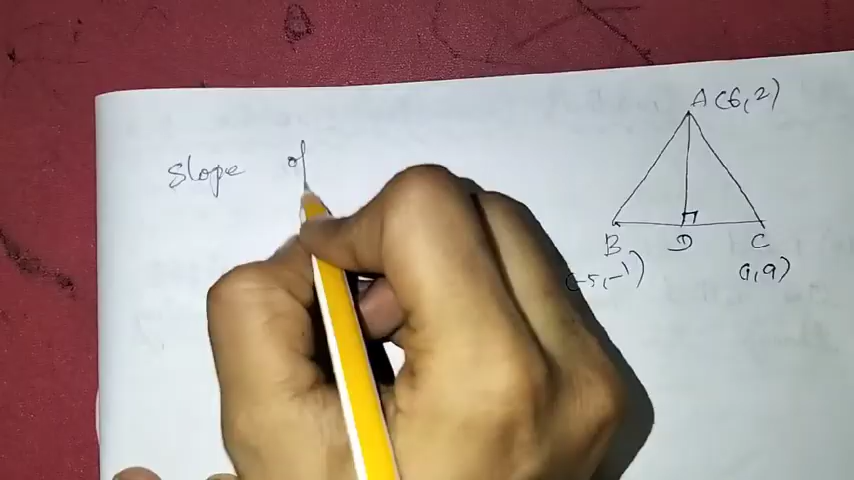 A (6, 2)
slope of
B D C
(-5, -1) (1, 9)